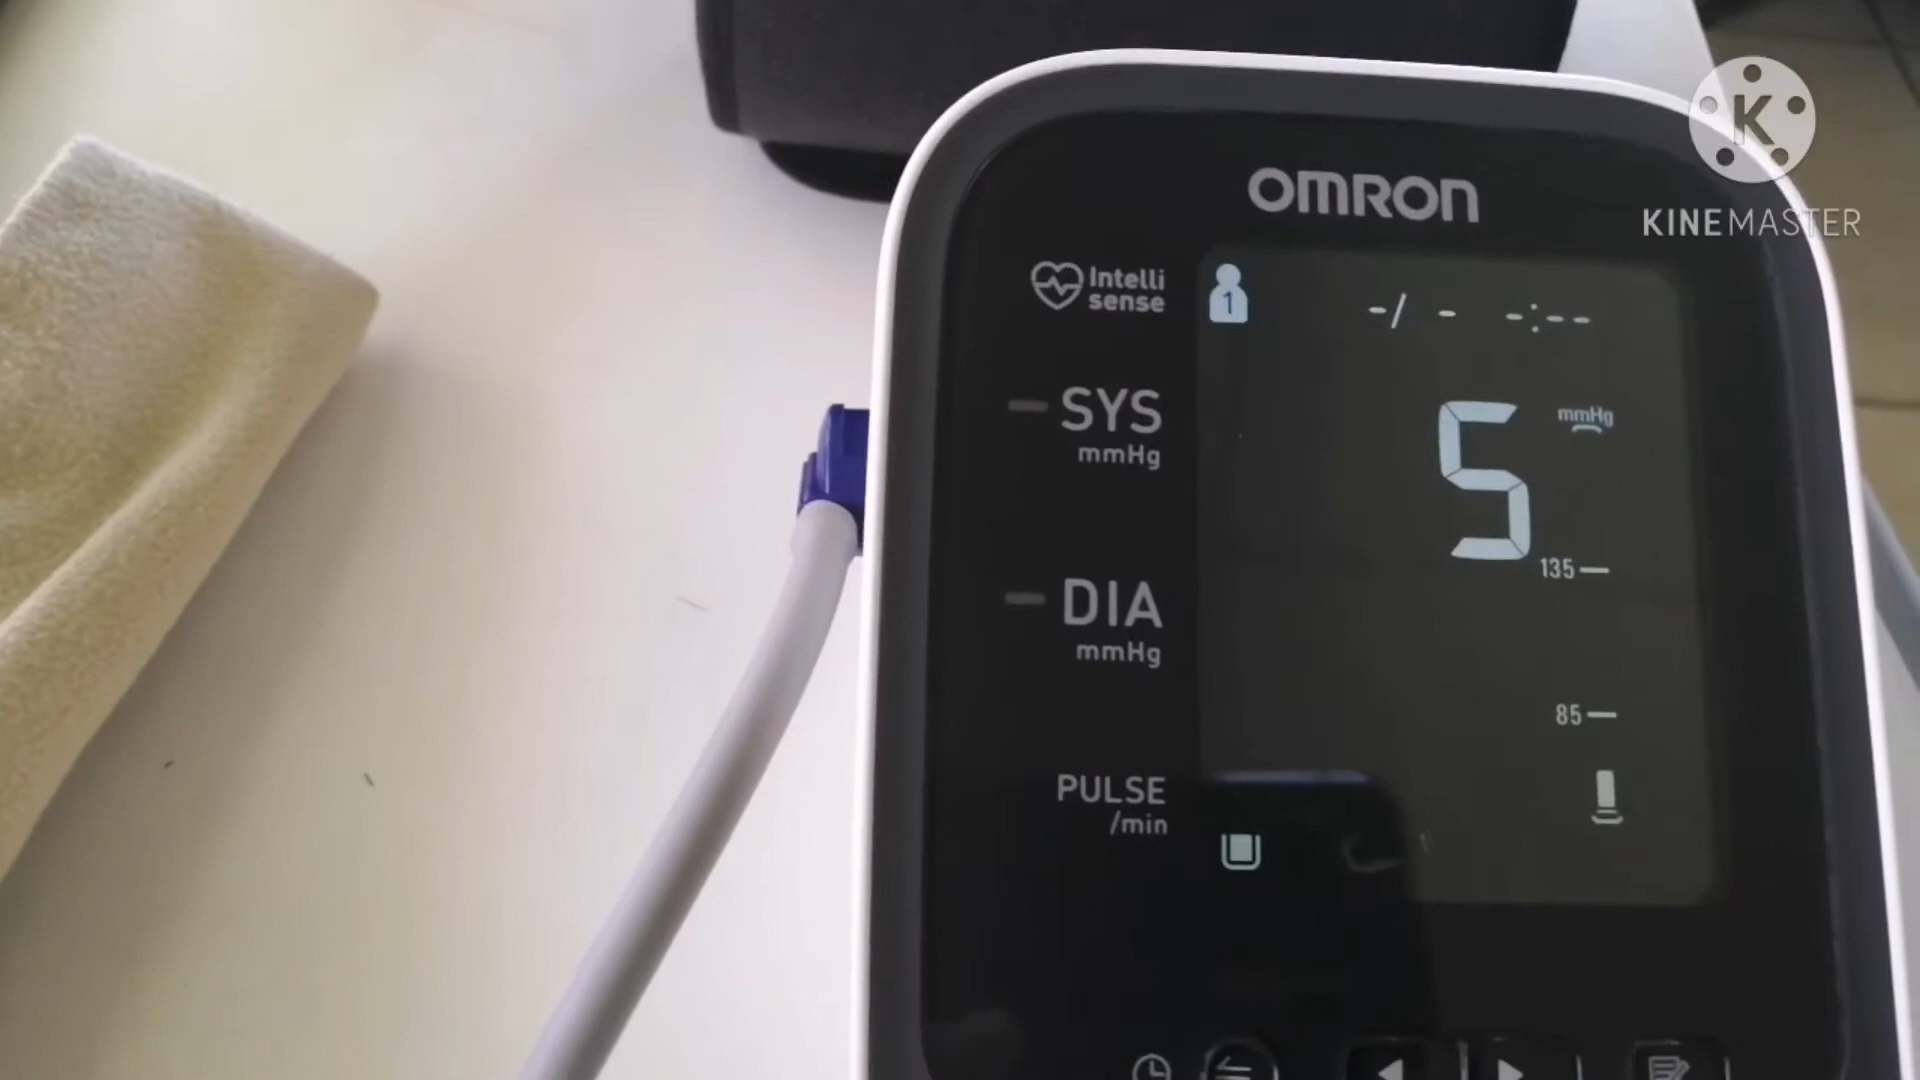 OMRON
K
KINEMASTER
Intelli
sense
1
-/ - -:--
SYS
mmHg
5
mmHg
135
DIA
mmHg
85
PULSE
/min